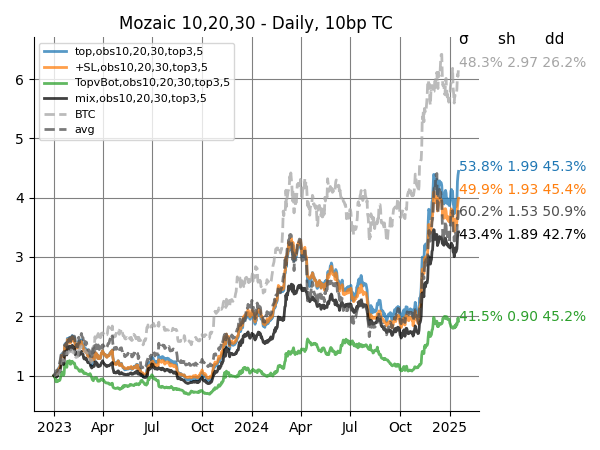 Mozaic 10,20,30 - Daily, 10bp TC
σ sh dd
top,obs10,20,30,top3,5
+SL,obs10,20,30,top3,5
TopvBot,obs10,20,30,top3,5
mix,obs10,20,30,top3,5
BTC
avg
48.3% 2.97 26.2%
53.8% 1.99 45.3%
49.9% 1.93 45.4%
60.2% 1.53 50.9%
43.4% 1.89 42.7%
41.5% 0.90 45.2%
6
5
4
3
2
1
2023 Apr Jul Oct 2024 Apr Jul Oct 2025